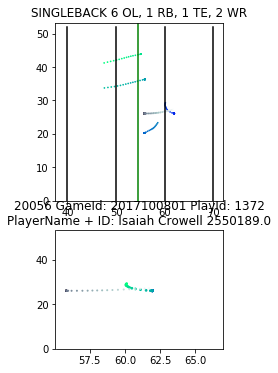 SINGLEBACK 6 OL, 1 RB, 1 TE, 2 WR
50
40
30
20
10
0
40 50 60 70
20056 GameId: 2017100801 PlayId: 1372
PlayerName + ID: Isaiah Crowell 2550189.0
40
20
0
57.5 60.0 62.5 65.0